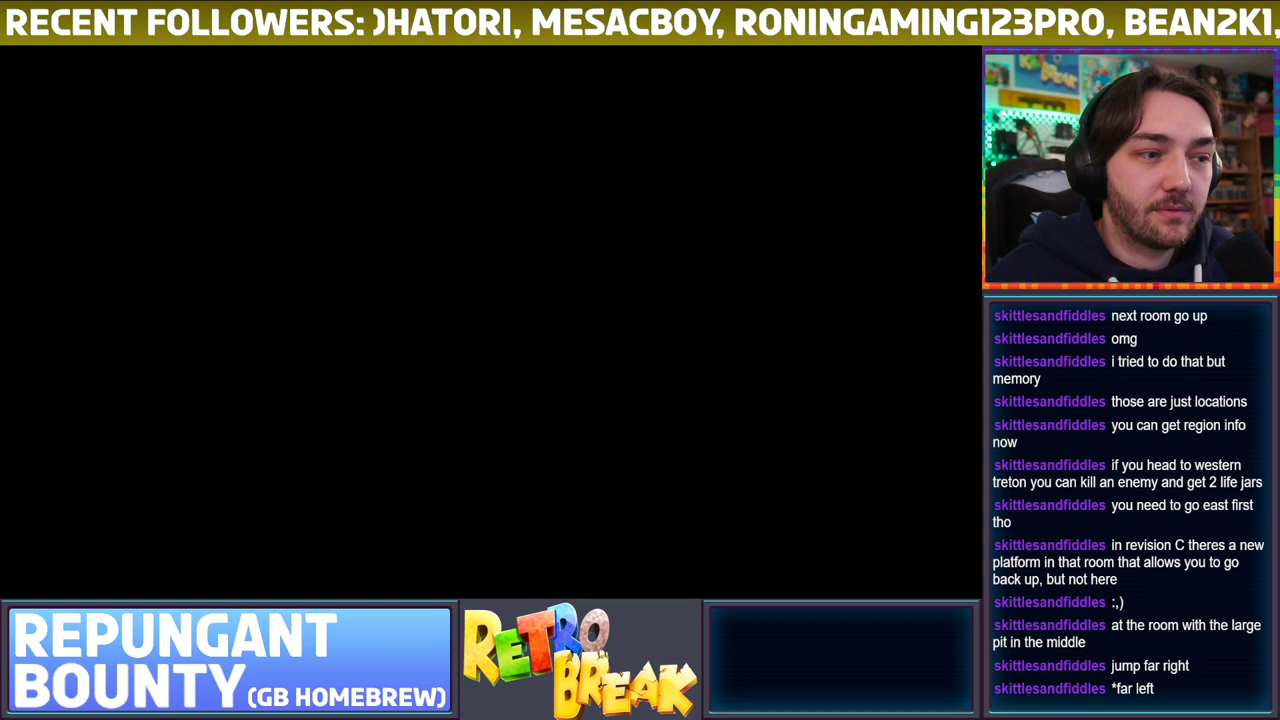 RECENT FOLLOWERS: )HATORI, MESACBOY, RONINGAMING123PRO, BEAN2K1,
skittlesandfiddles next room go up
skittlesandfiddles omg
skittlesandfiddles i tried to do that but
memory
skittlesandfiddles those are just locations
skittlesandfiddles you can get region info
now
skittlesandfiddles if you head to western
treton you can kill an enemy and get 2 life jars
skittlesandfiddles you need to go east first
tho
skittlesandfiddles in revision C theres a new
platform in that room that allows you to go
back up, but not here
skittlesandfiddles :,)
skittlesandfiddles at the room with the large
pit in the middle
skittlesandfiddles jump far right
skittlesandfiddles *far left
REPUNGANT
BOUNTY (GB HOMEBREW)
RETRO
BREAK